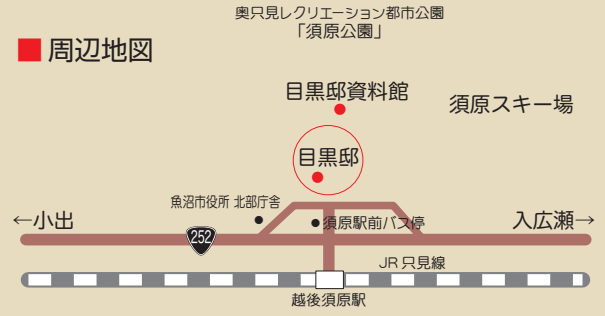 奥只見レクリエーション都市公園
「須原公園」
■ 周辺地図
目黒邸資料館
須原スキー場
目黒邸
魚沼市役所 北部庁舎
←小出
須原駅前バス停
入広瀬→
252
JR 只見線
越後須原駅